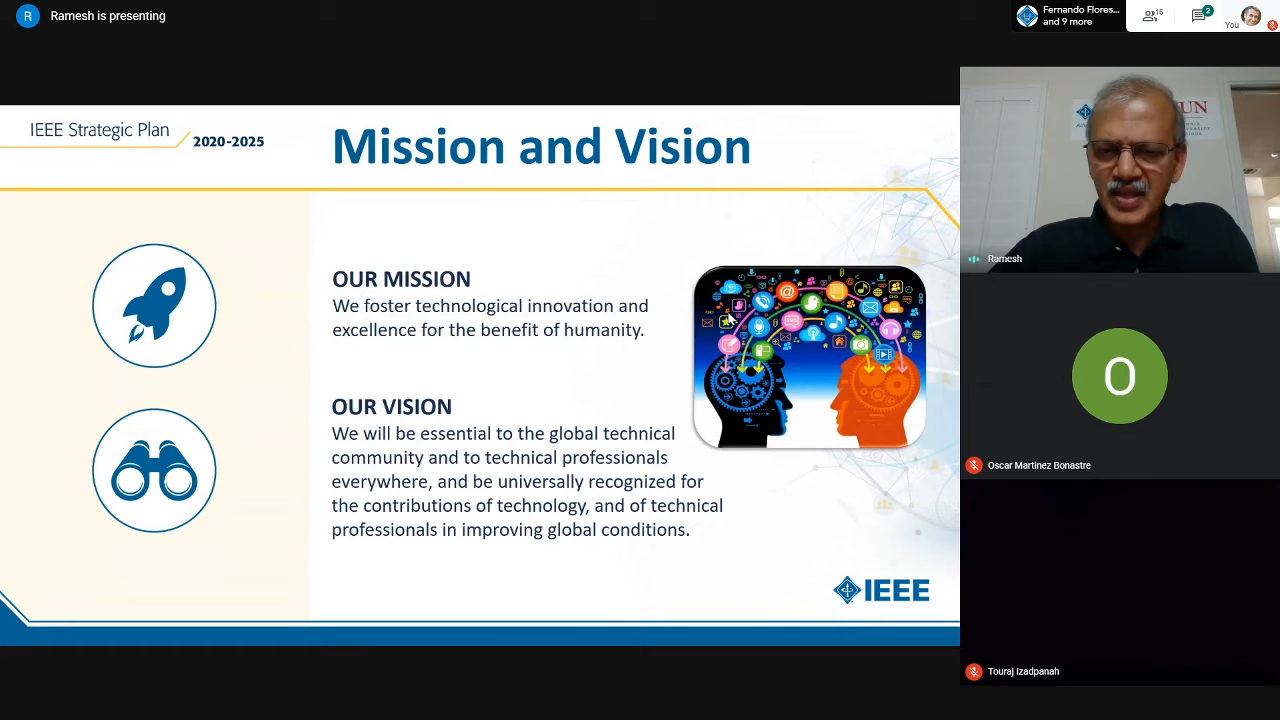 R
Ramesh is presenting
Fernando Flores...
and 9 more
15
2
You
IEEE Strategic Plan
2020-2025
Mission and Vision
OUR MISSION
We foster technological innovation and
excellence for the benefit of humanity.
OUR VISION
We will be essential to the global technical
community and to technical professionals
everywhere, and be universally recognized for
the contributions of technology, and of technical
professionals in improving global conditions.
@
IEEE
UN
Ramesh
O
Oscar Martinez Bonastre
Touraj Izadpanah